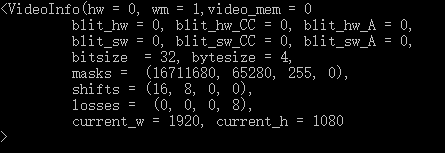 <VideoInfo(hw = 0, wm = 1,video_mem = 0
blit_hw = 0, blit_hw_CC = 0, blit_hw_A = 0,
blit_sw = 0, blit_sw_CC = 0, blit_sw_A = 0,
bitsize = 32, bytesize = 4,
masks = (16711680, 65280, 255, 0),
shifts = (16, 8, 0, 0),
losses = (0, 0, 0, 8),
current_w = 1920, current_h = 1080
>